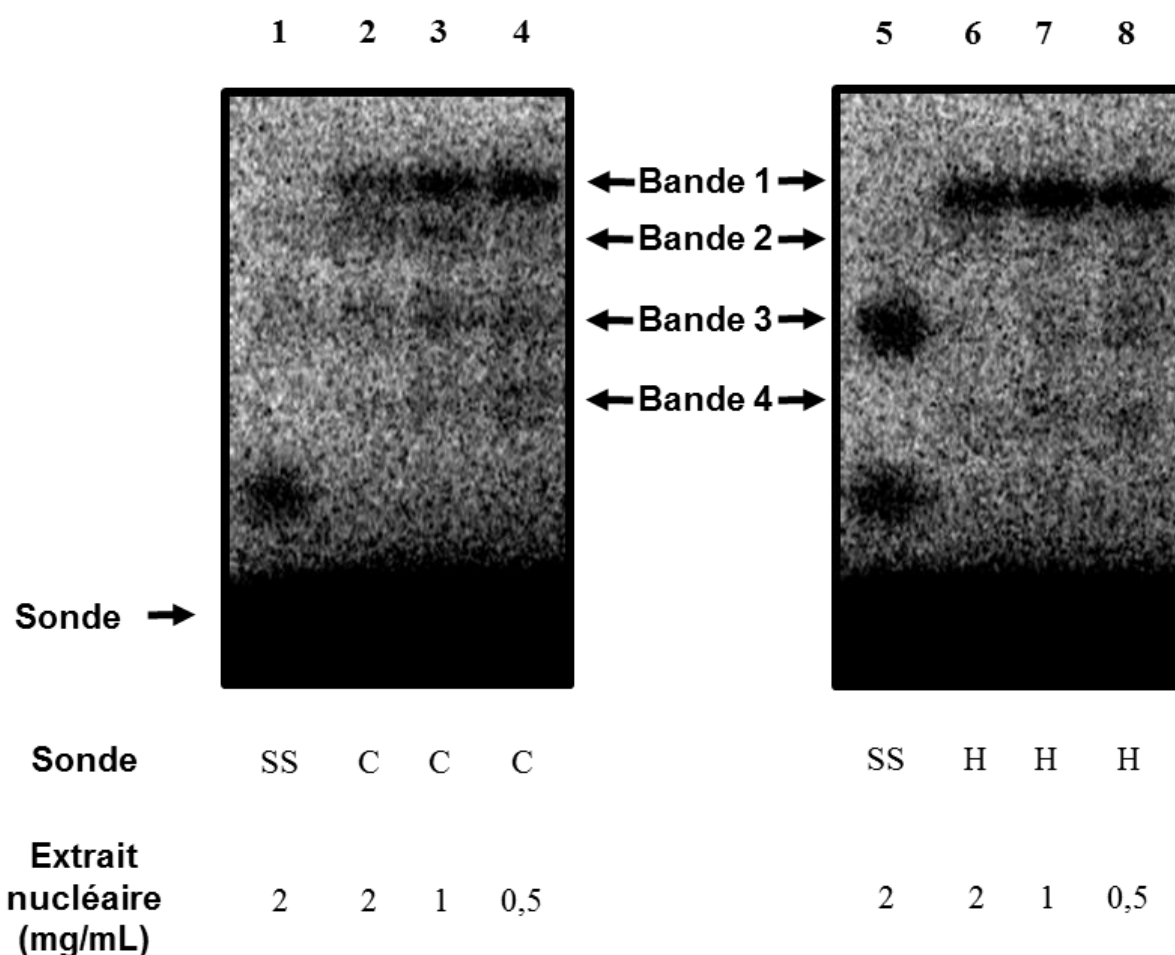 1 2 3 4 5 6 7 8
Bande 1
Bande 2
Bande 3
Bande 4
Sonde
Sonde SS C C C SS H H H
Extrait
nucléaire
(mg/mL)
2 2 1 0,5 2 2 1 0,5